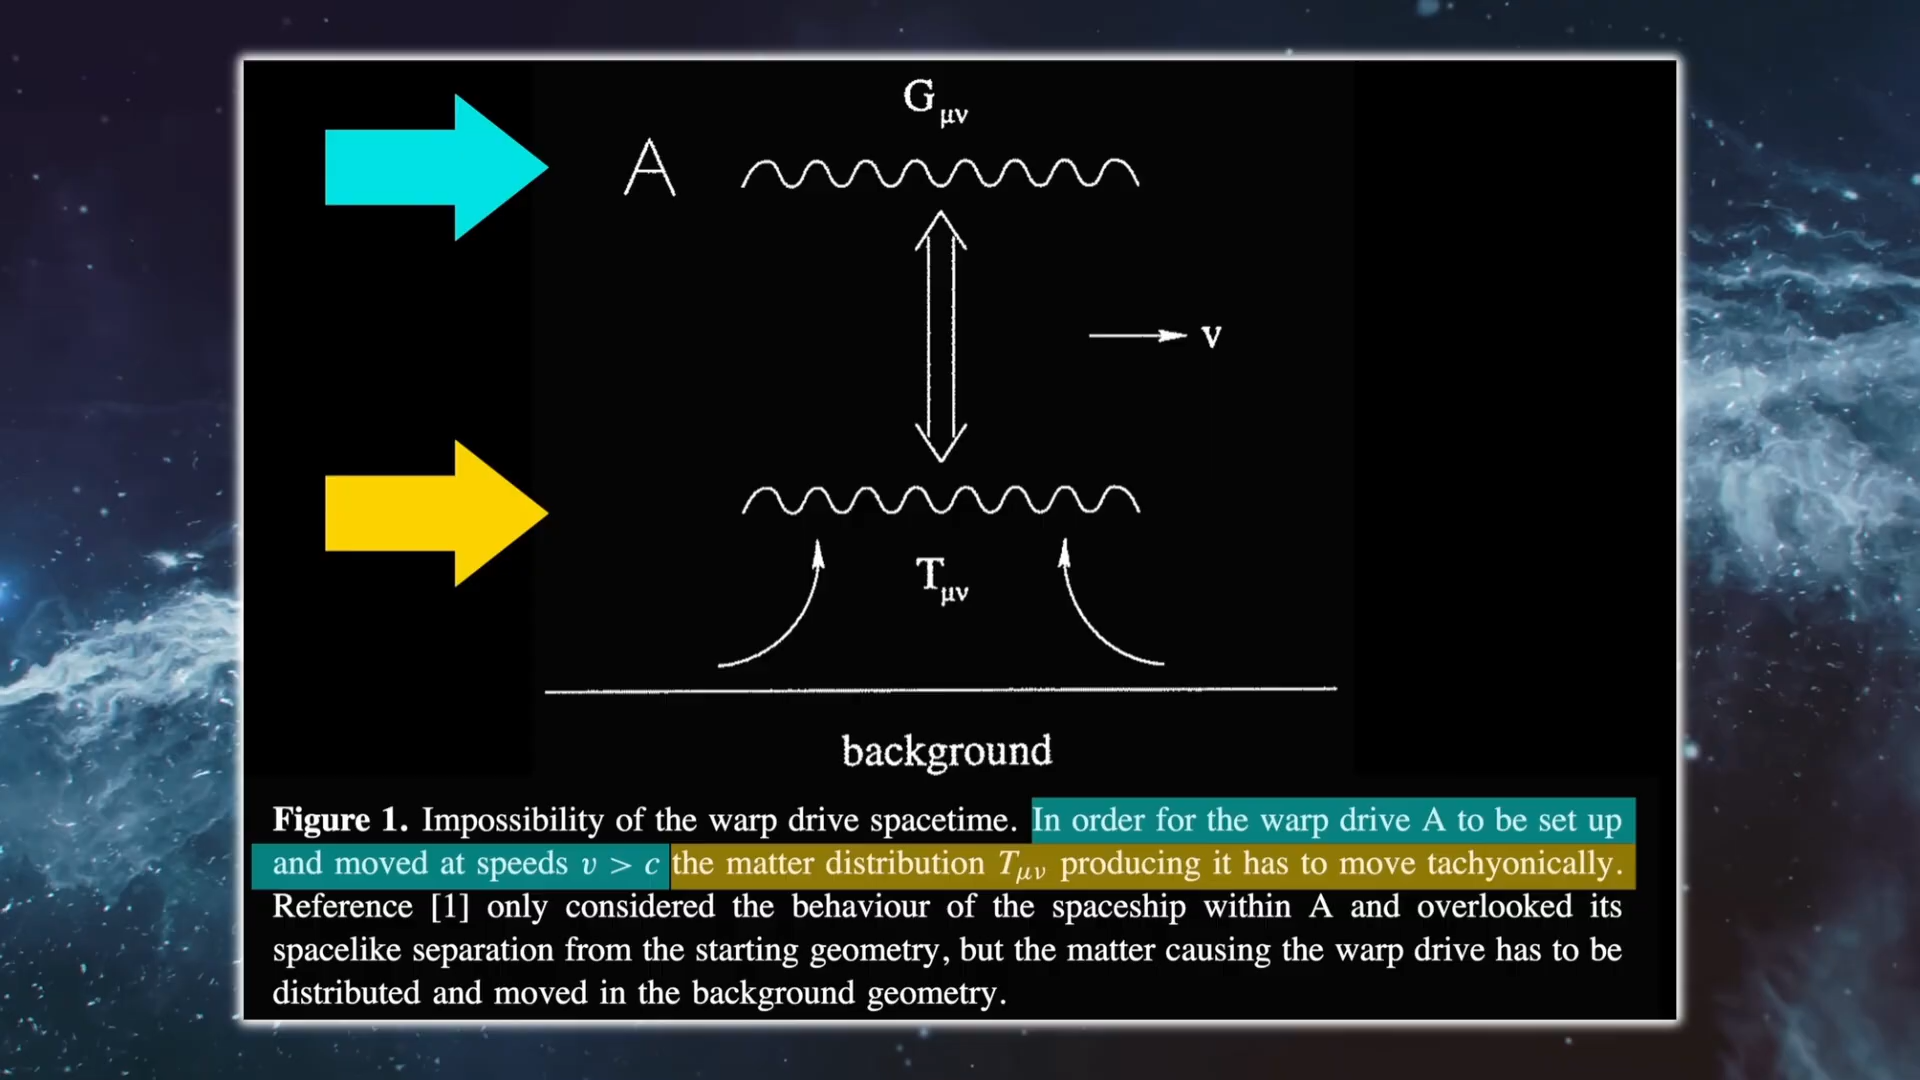 G_μν
A
v
T_μν
background
Figure 1. Impossibility of the warp drive spacetime. In order for the warp drive A to be set up
and moved at speeds v > c the matter distribution T_μν producing it has to move tachyonically.
Reference [1] only considered the behaviour of the spaceship within A and overlooked its
spacelike separation from the starting geometry, but the matter causing the warp drive has to be
distributed and moved in the background geometry.